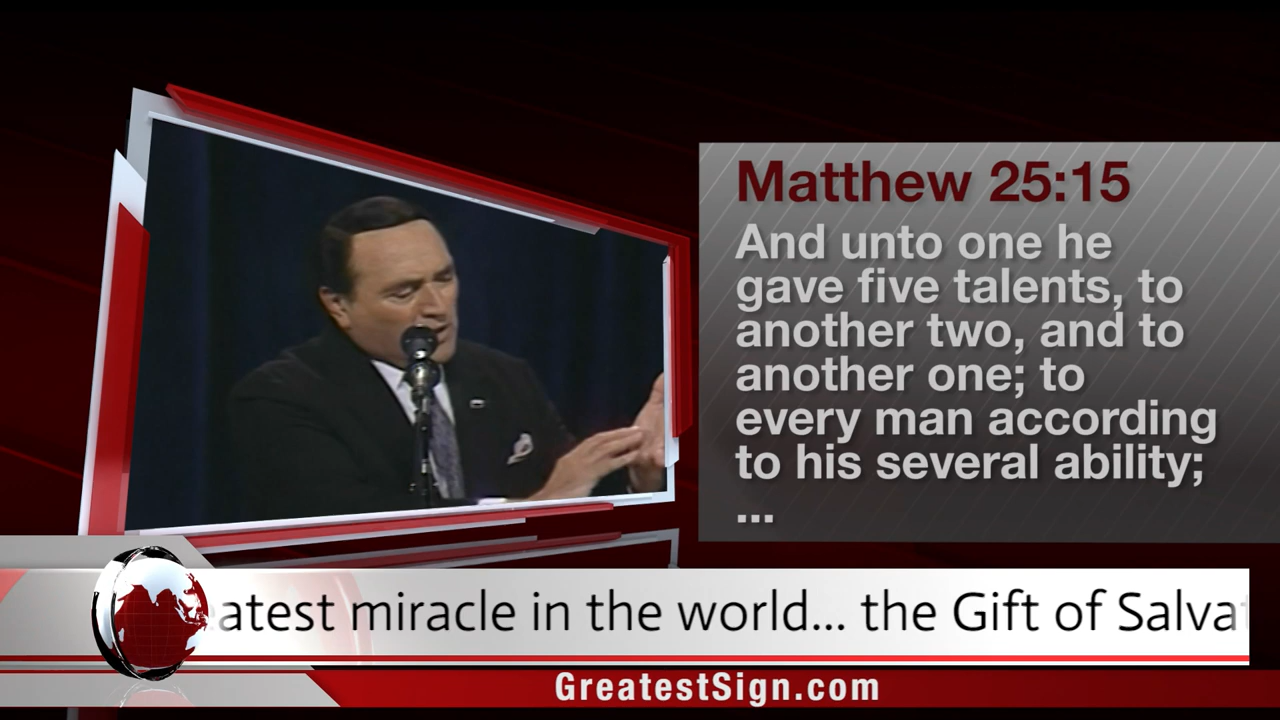 Matthew 25:15
And unto one he
gave five talents, to
another two, and to
another one; to
every man according
to his several ability;
...
eatest miracle in the world... the Gift of Salva
GreatestSign.com